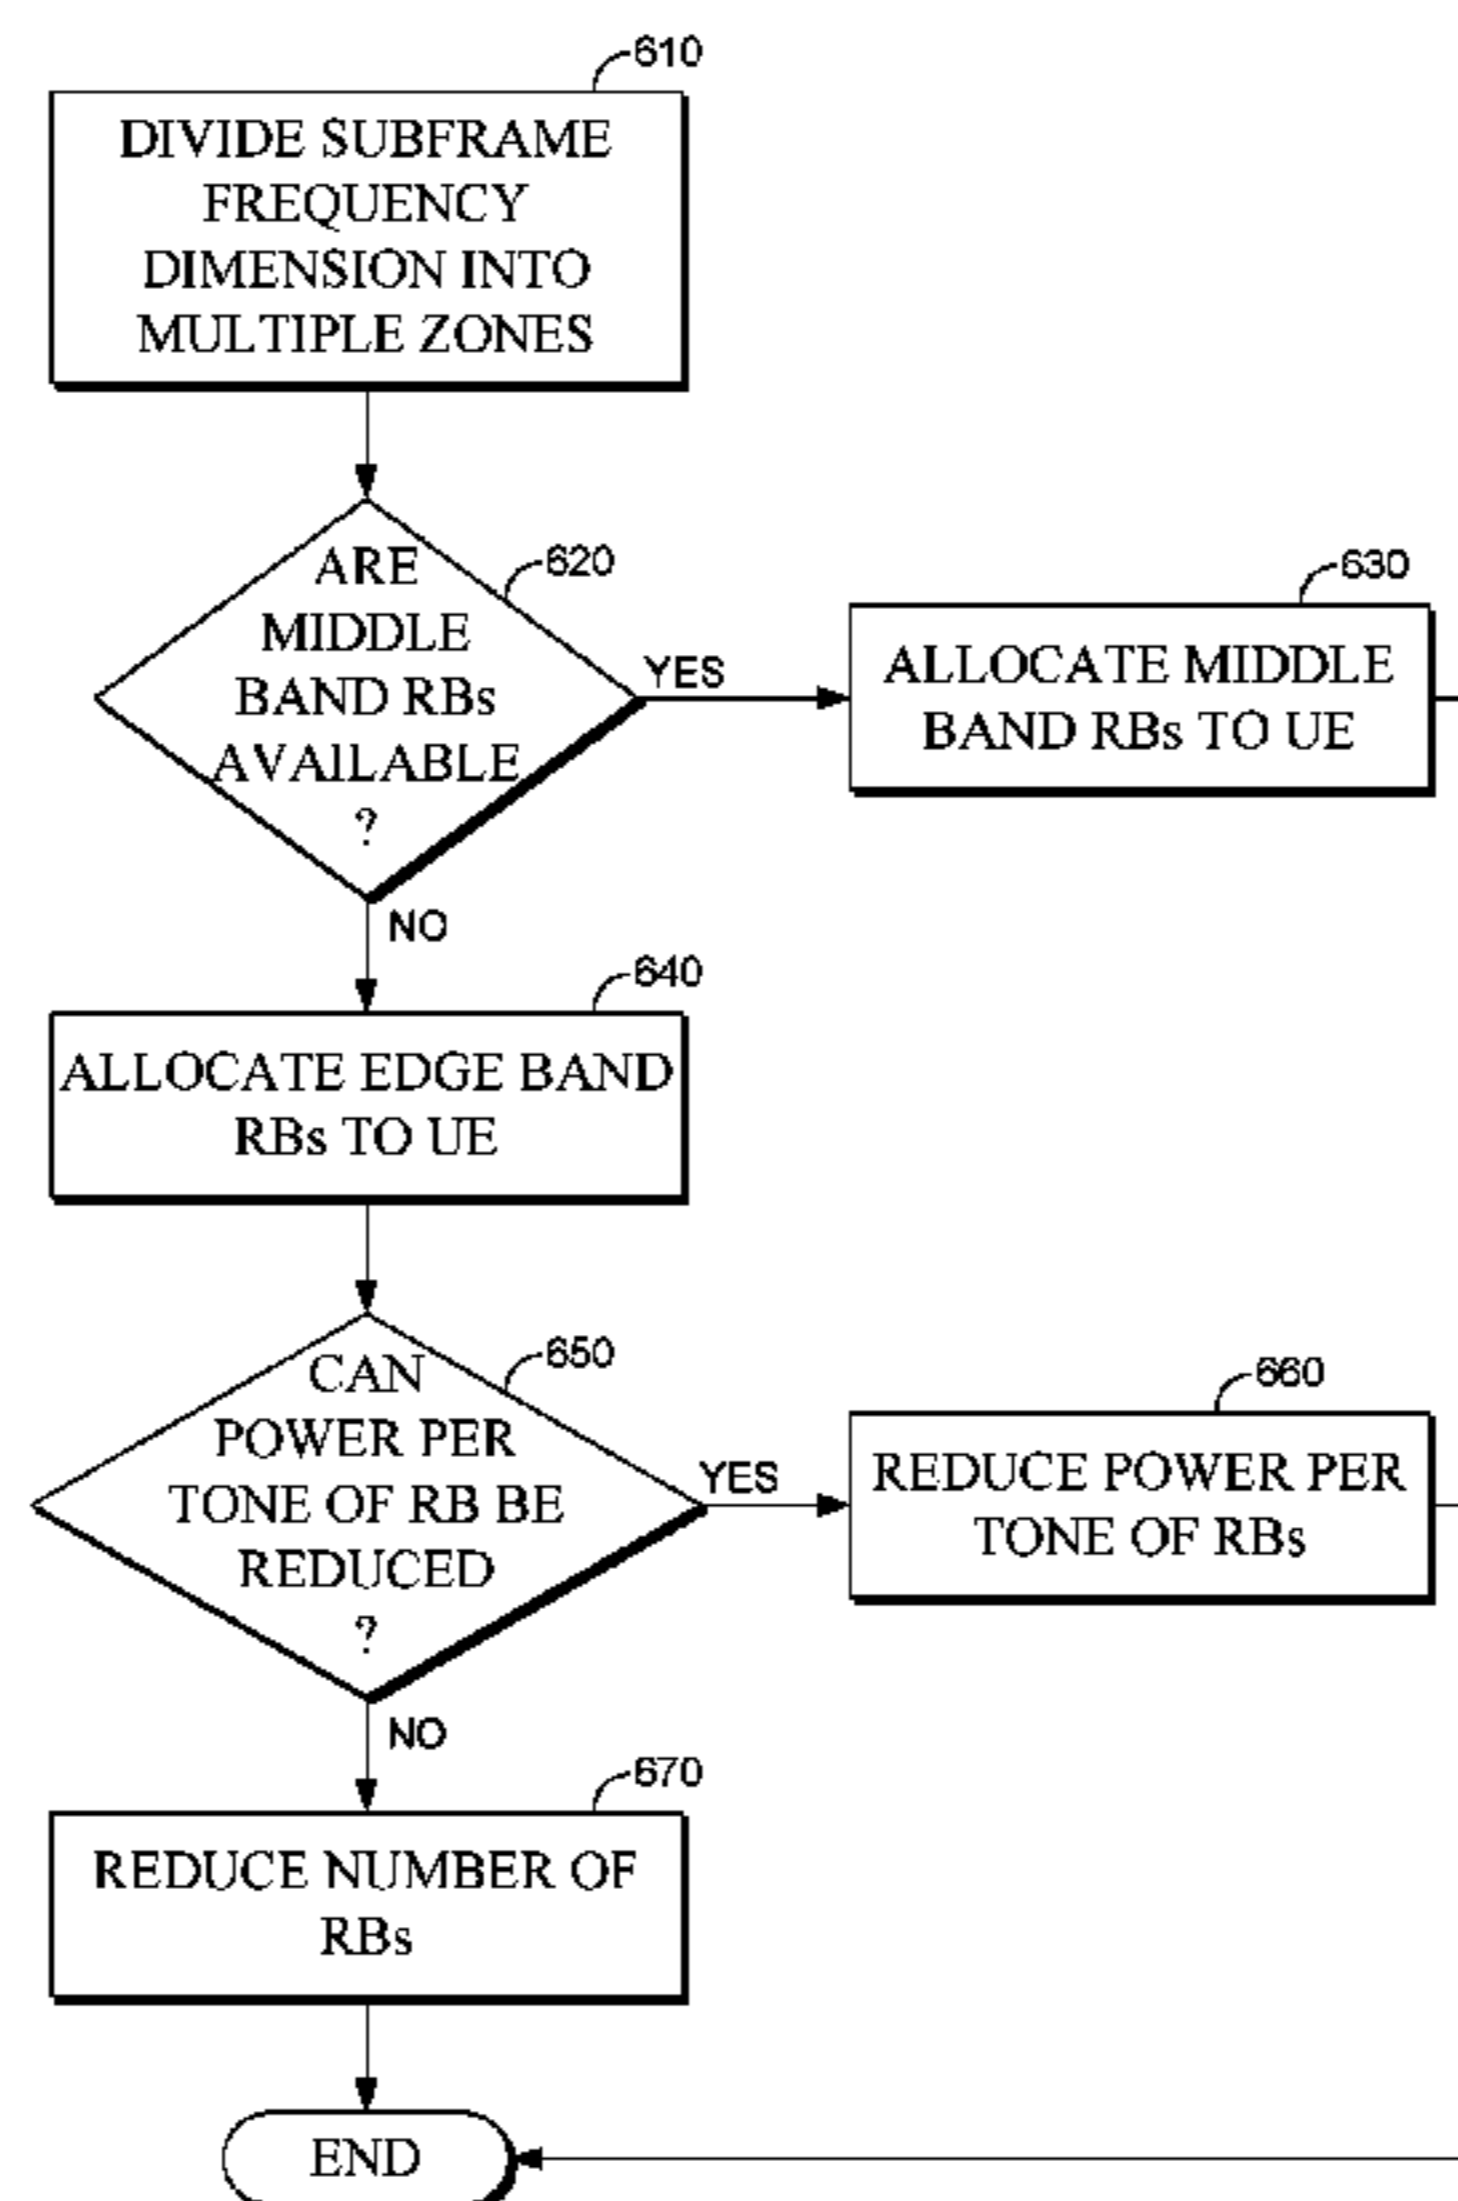 610
DIVIDE SUBFRAME
FREQUENCY
DIMENSION INTO
MULTIPLE ZONES
620
ARE
MIDDLE
BAND RBs
AVAILABLE
?
YES
630
ALLOCATE MIDDLE
BAND RBs TO UE
NO
640
ALLOCATE EDGE BAND
RBs TO UE
650
CAN
POWER PER
TONE OF RB BE
REDUCED
?
YES
660
REDUCE POWER PER
TONE OF RBs
NO
670
REDUCE NUMBER OF
RBs
END